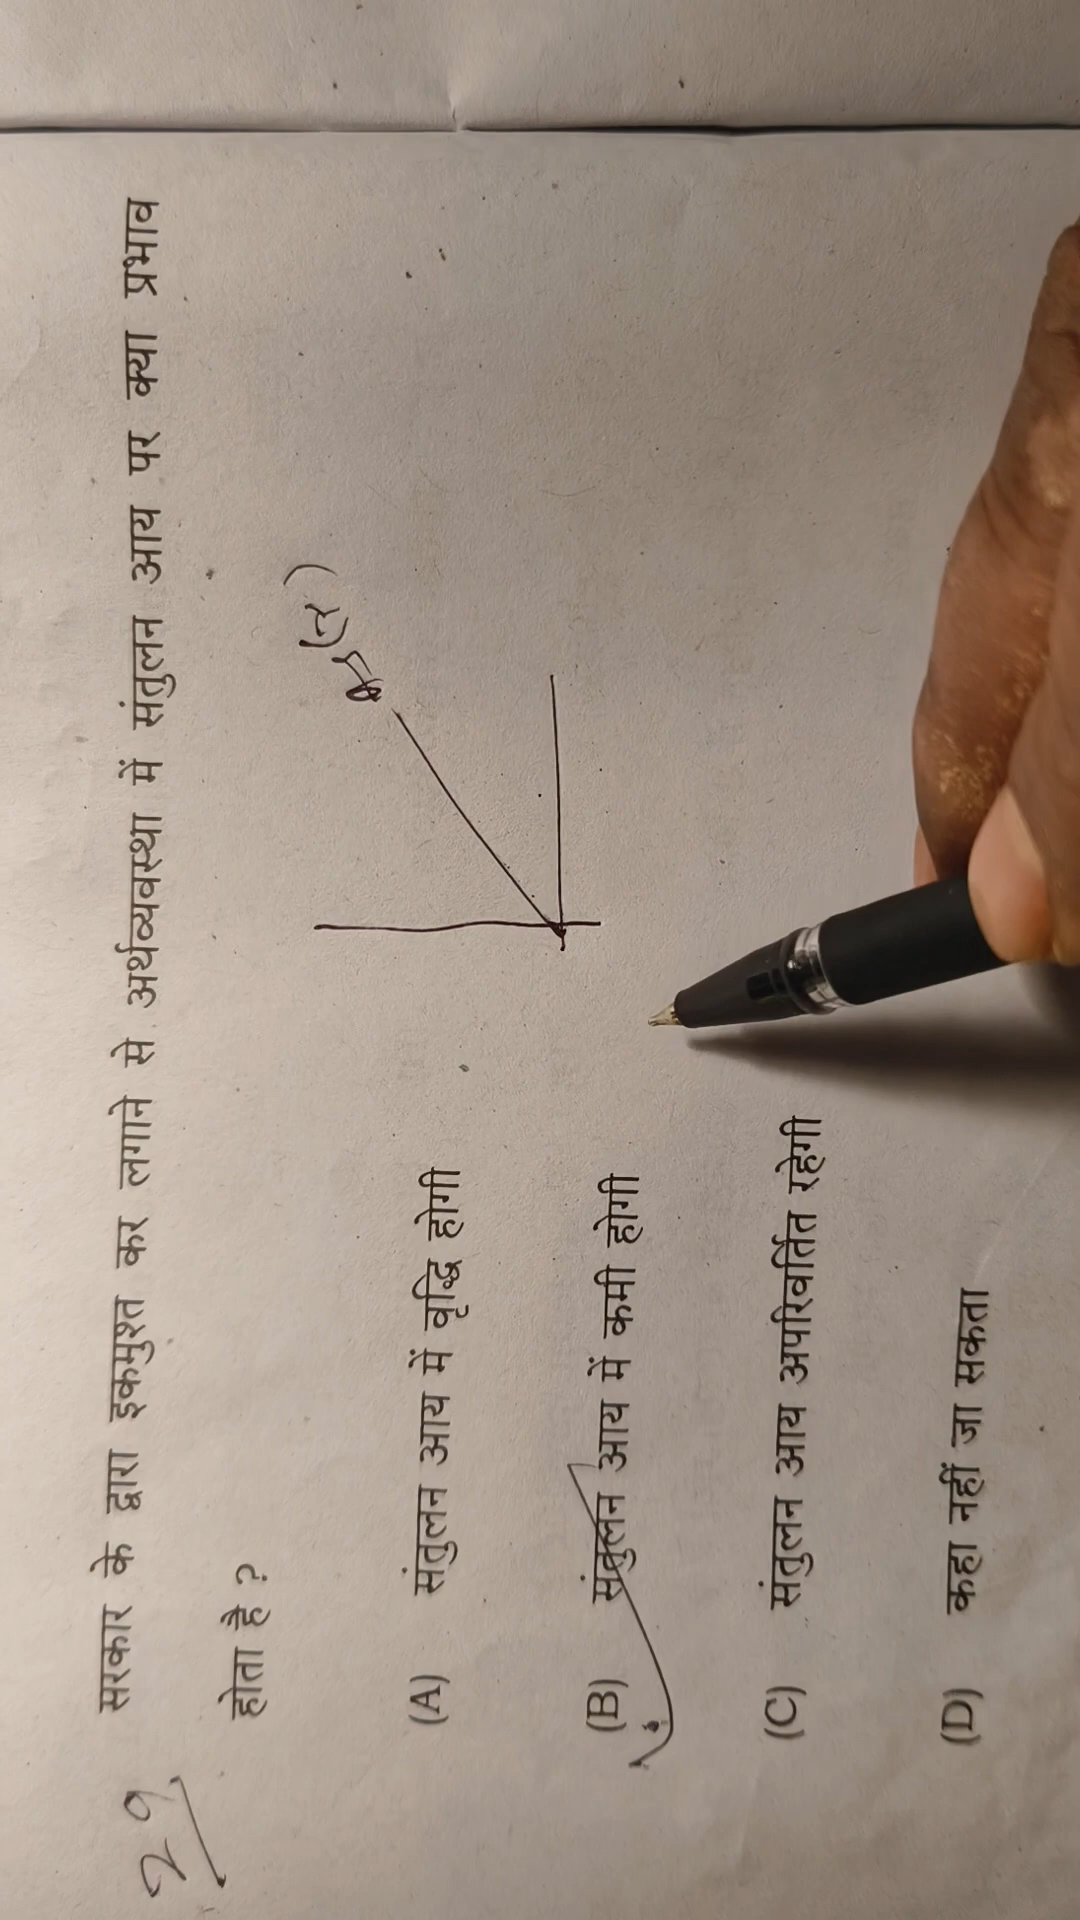 29.
सरकार के द्वारा इकमुश्त कर लगाने से अर्थव्यवस्था में संतुलन आय पर क्या प्रभाव
होता है ?
(A) संतुलन आय में वृद्धि होगी
(B) संतुलन आय में कमी होगी
(C) संतुलन आय अपरिवर्तित रहेगी
(D) कहा नहीं जा सकता